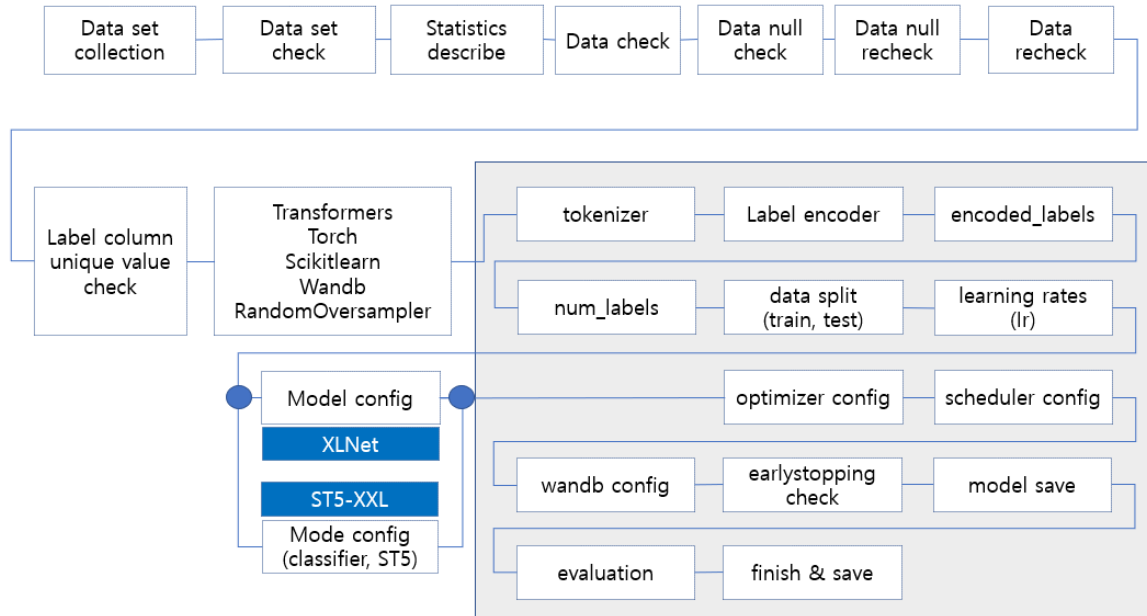 Data set
collection
Data set
check
Statistics
describe
Data check
Data null
check
Data null
recheck
Data
recheck
Label column
unique value
check
Transformers
Torch
Scikitlearn
Wandb
RandomOversampler
tokenizer
Label encoder
encoded_labels
num_labels
data split
(train, test)
learning rates
(lr)
Model config
XLNet
ST5-XXL
Mode config
(classifier, ST5)
optimizer config
scheduler config
wandb config
earlystopping
check
model save
evaluation
finish & save